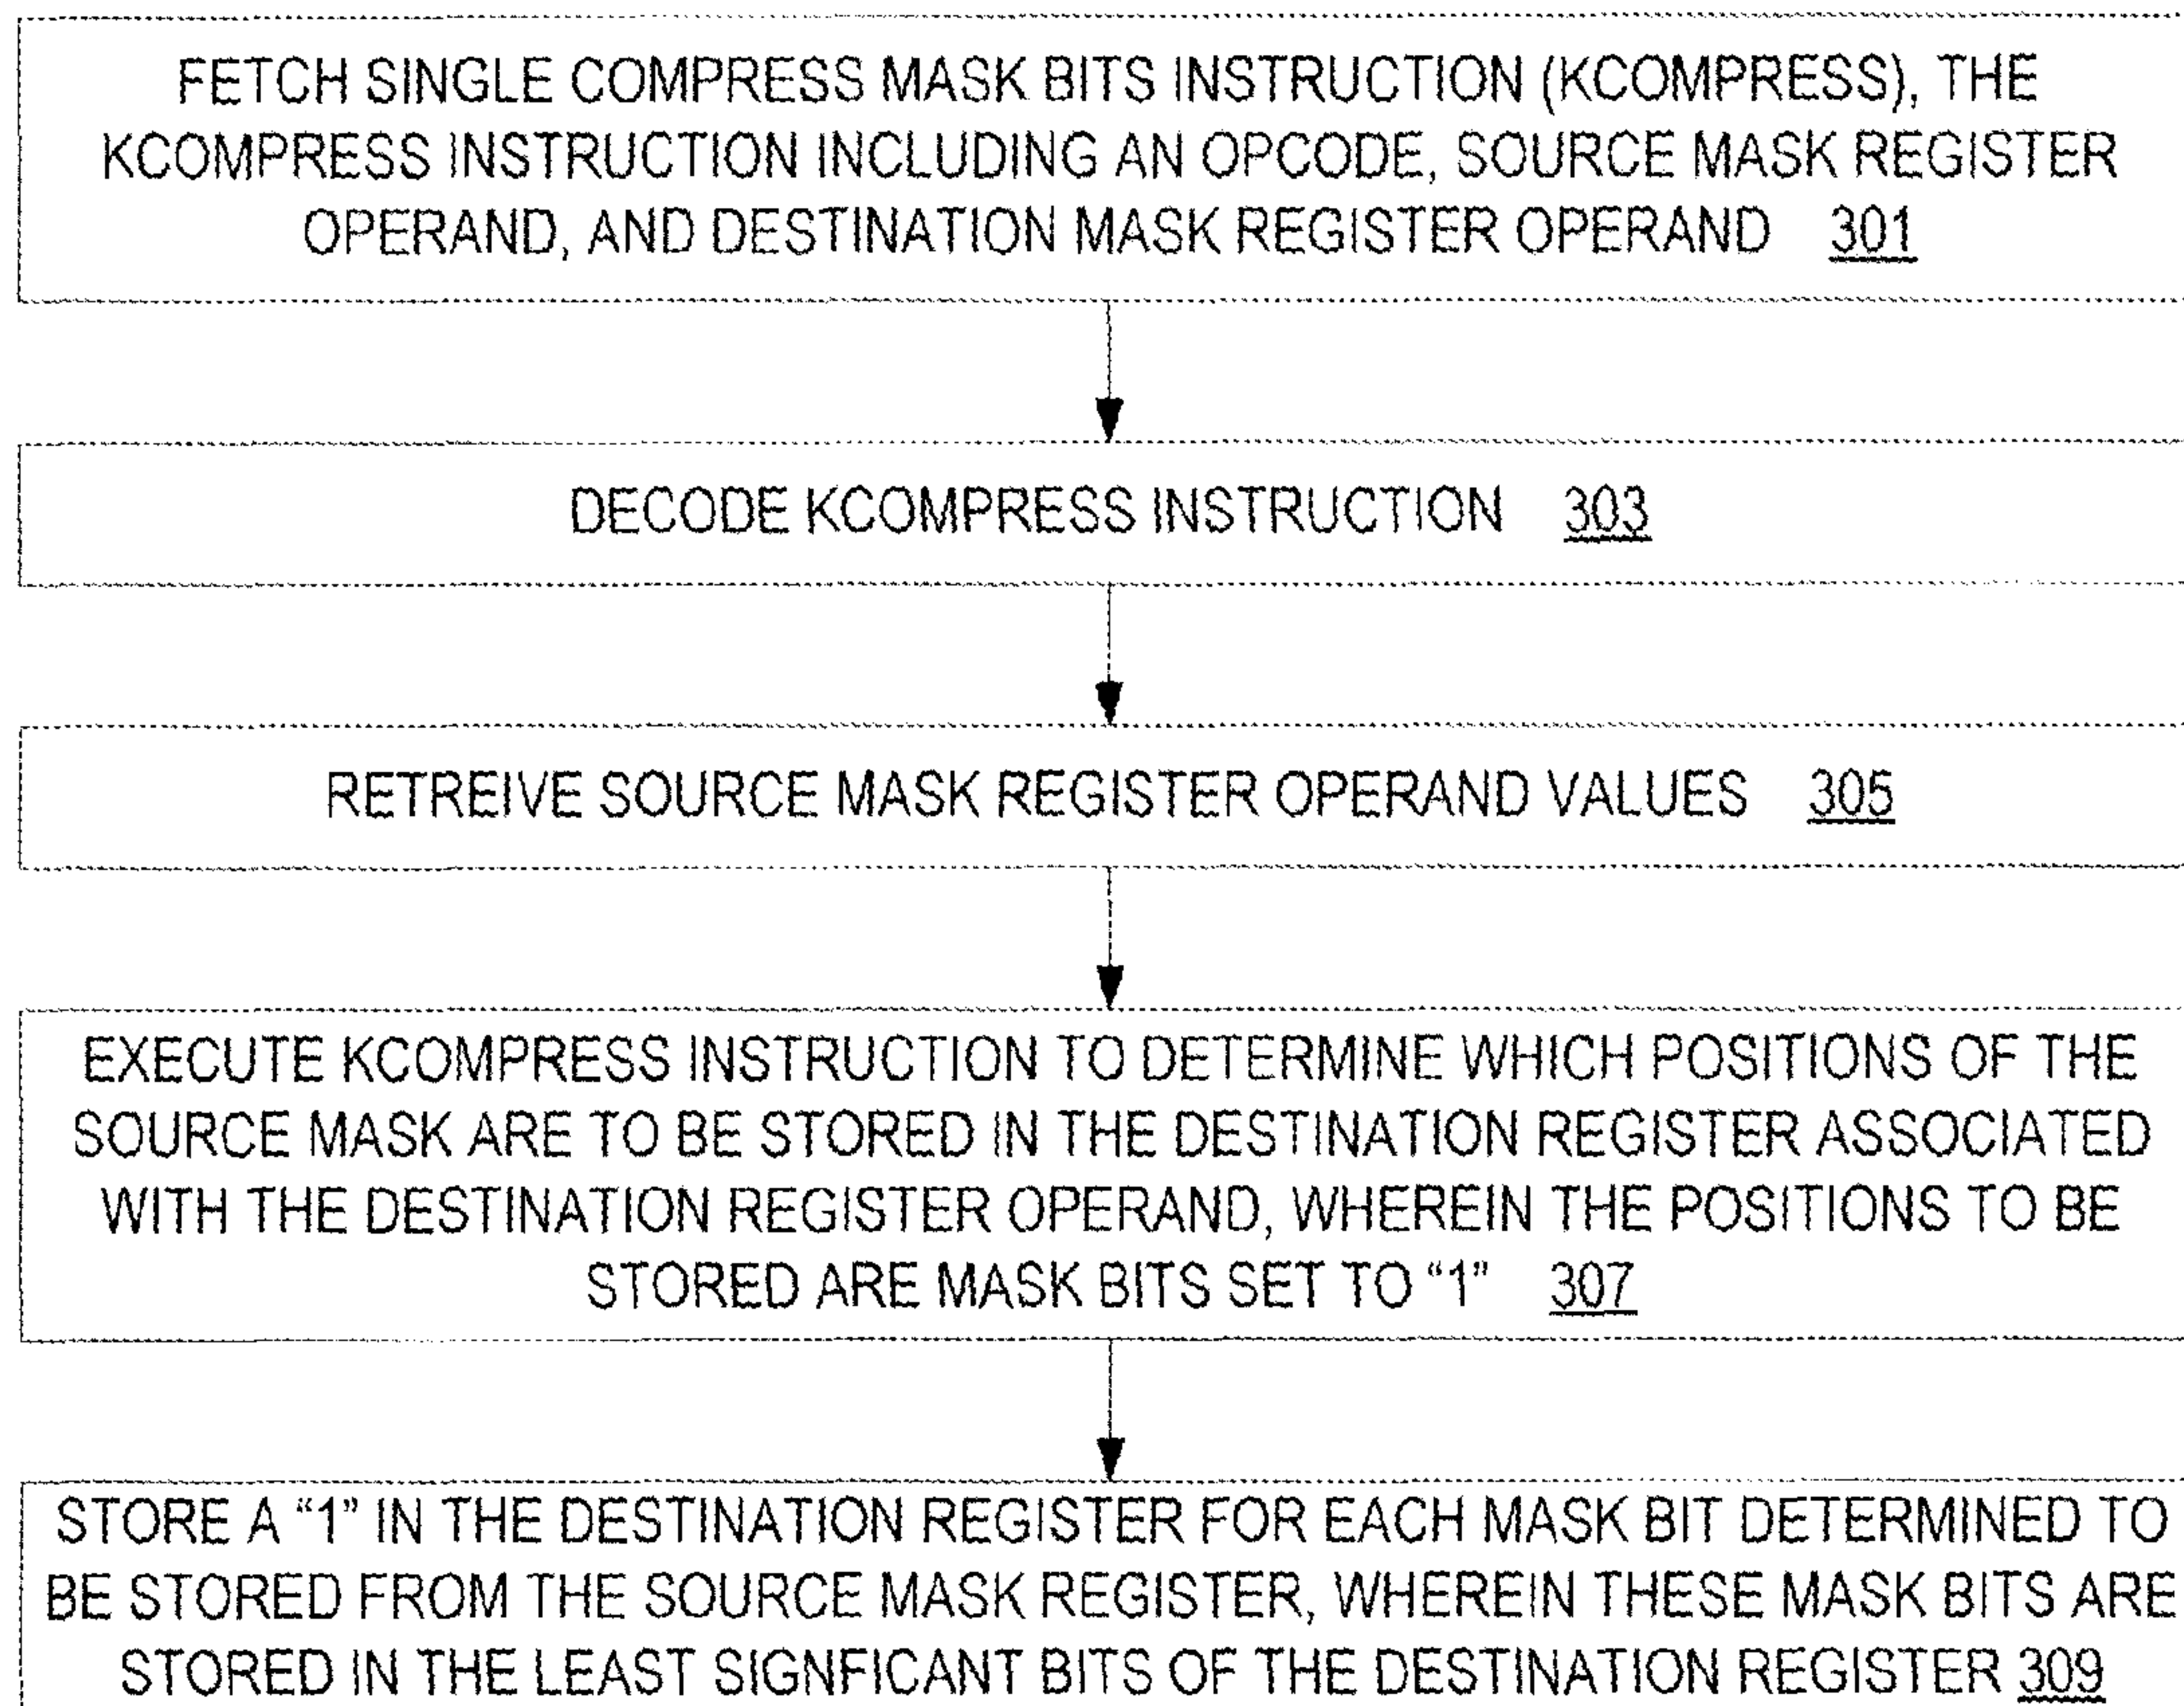 FETCH SINGLE COMPRESS MASK BITS INSTRUCTION (KCOMPRESS), THE
KCOMPRESS INSTRUCTION INCLUDING AN OPCODE, SOURCE MASK REGISTER
OPERAND, AND DESTINATION MASK REGISTER OPERAND 301
DECODE KCOMPRESS INSTRUCTION 303
RETREIVE SOURCE MASK REGISTER OPERAND VALUES 305
EXECUTE KCOMPRESS INSTRUCTION TO DETERMINE WHICH POSITIONS OF THE
SOURCE MASK ARE TO BE STORED IN THE DESTINATION REGISTER ASSOCIATED
WITH THE DESTINATION REGISTER OPERAND, WHEREIN THE POSITIONS TO BE
STORED ARE MASK BITS SET TO “1” 307
STORE A “1” IN THE DESTINATION REGISTER FOR EACH MASK BIT DETERMINED TO
BE STORED FROM THE SOURCE MASK REGISTER, WHEREIN THESE MASK BITS ARE
STORED IN THE LEAST SIGNFICANT BITS OF THE DESTINATION REGISTER 309